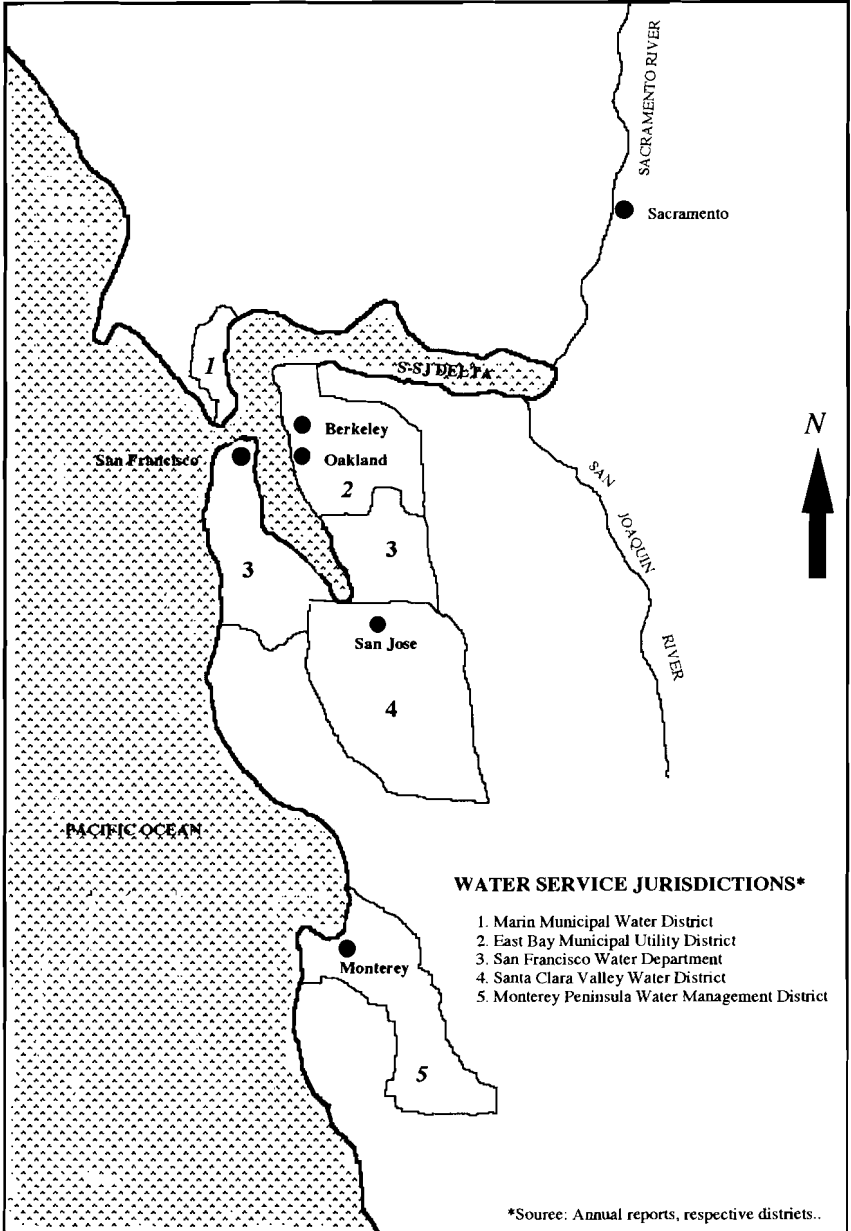 SACRAMENTO RIVER
Sacramento
1
S-SJ DELTA
Berkeley
San Francisco
Oakland
N
2
SAN
JOAQUIN
RIVER
3
3
San Jose
4
PACIFIC OCEAN
WATER SERVICE JURISDICTIONS*
1. Marin Municipal Water District
2. East Bay Municipal Utility District
3. San Francisco Water Department
4. Santa Clara Valley Water District
5. Monterey Peninsula Water Management District
Monterey
5
*Source: Annual reports, respective districts..